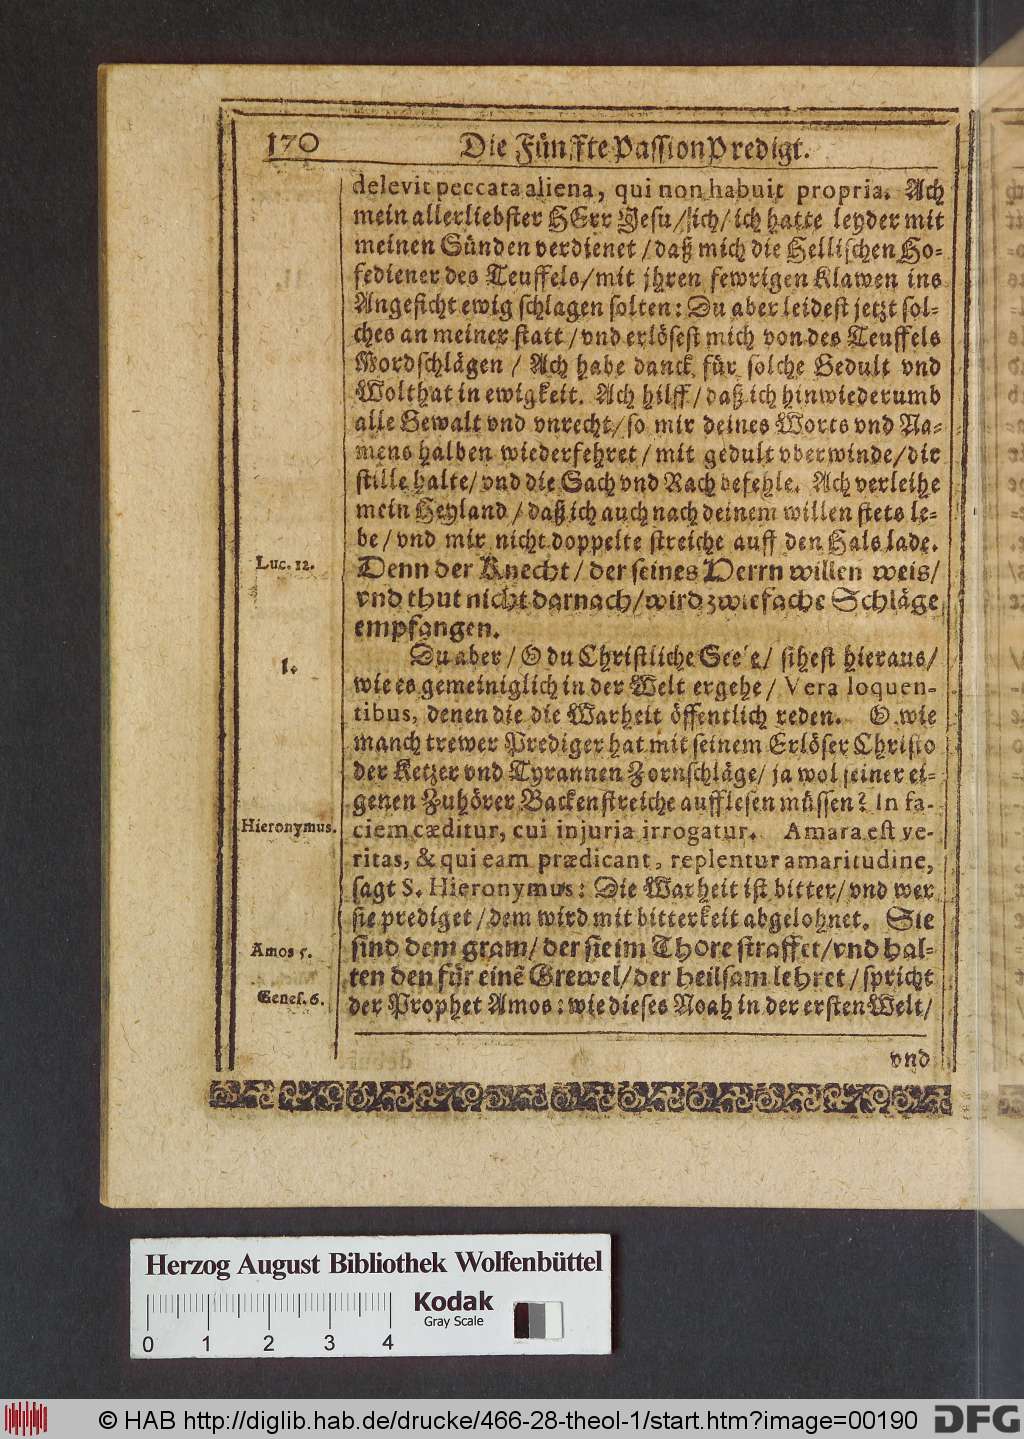 170
Die Fünffte Passion Predigt.
delevit peccata aliena, qui non habuit propria. Ach
mein allerliebster HErr Jesu/ich/ich hatte leyder mit
meinen Sünden verdienet/daß mich die Hellischen Ho-
fediener des Teuffels/mit jhren fewrigen Klawen ins
Angesicht ewig schlagen solten: Du aber leidest jetzt sol-
ches an meiner statt/vnd erlösest mich von des Teuffels
Mordschlägen/ Ach habe danck für solche Gedult vnd
Wolthat in ewigkeit. Ach hilff/daß ich hinwiederumb
alle Gewalt vnd vnrecht/so mir deines Worts vnd Na-
mens halben wiederfehret/mit gedult vberwinde/dir
stille halte/vnd die Sach vnd Rach befehle. Ach verleihe
mein Heyland/daß ich auch nach deinem willen stets le-
be/vnd mir nicht doppelte streiche auff den Hals lade.
Luc. 12.
Denn der Knecht/der seines Herrn willen weis/
vnd thut nicht darnach/wird zwiefache Schläge
empfangen.
1.
Du aber/ O du Christliche Seele/ sihest hieraus/
wie es gemeiniglich in der Welt ergehe/ Vera loquen-
tibus, denen die die Warheit öffentlich reden. O wie
manch trewer Prediger hat mit seinem Erlöser Christo
der Ketzer vnd Tyrannen Zornschläge/ ja wol seiner ei-
genen Zuhörer Backenstreiche aufflesen müssen? In fa-
Hieronymus.
ciem cæditur, cui injuria irrogatur. Amara est ve-
ritas, & qui eam prædicant, replentur amaritudine,
sagt S. Hieronymus: Die Warheit ist bitter/vnd wer
sie prediget/dem wird mit bitterkeit abgelohnet. Sie
Amos 5.
sind dem gram/der sie im Thore straffet/vnd hal-
ten den für einē Grewel/der heilsam lehret/spricht
Genes. 6.
der Prophet Amos: wie dieses Noah in der ersten Welt/
vnd
Herzog August Bibliothek Wolfenbüttel
Kodak
Gray Scale
0 1 2 3 4
© HAB http://diglib.hab.de/drucke/466-28-theol-1/start.htm?image=00190
DFG